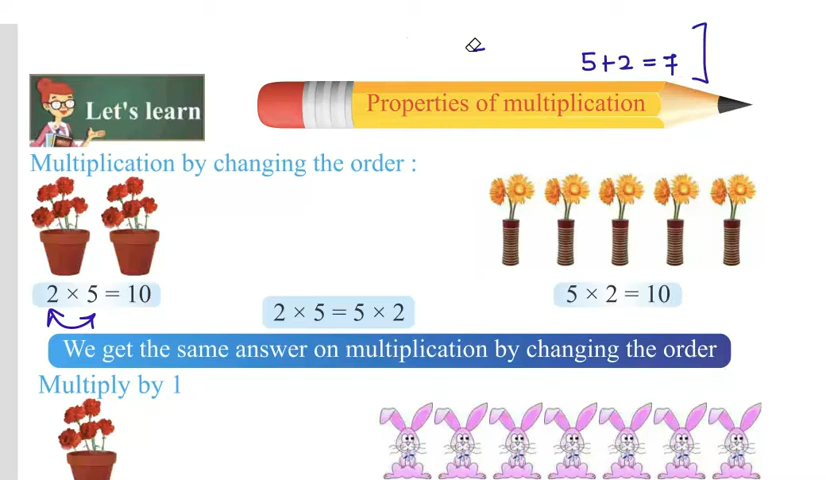 5+2=7
Let's learn
Properties of multiplication
Multiplication by changing the order :
2 × 5 = 10
5 × 2 = 10
2 × 5 = 5 × 2
We get the same answer on multiplication by changing the order
Multiply by 1